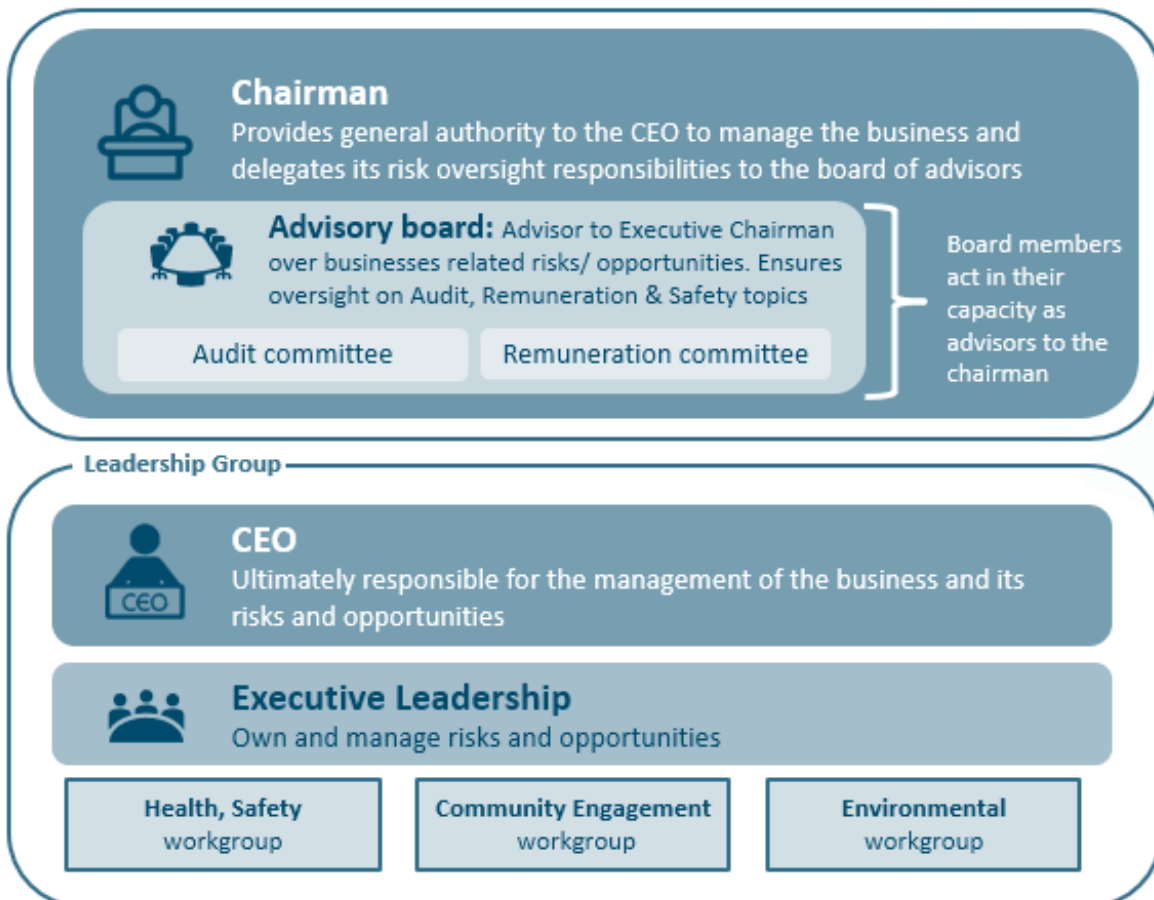 Chairman
Provides general authority to the CEO to manage the business and
delegates its risk oversight responsibilities to the board of advisors
Advisory board: Advisor to Executive Chairman
over businesses related risks/ opportunities. Ensures
oversight on Audit, Remuneration & Safety topics
Audit committee
Remuneration committee
Board members
act in their
capacity as
advisors to the
chairman
Leadership Group
CEO
CEO
Ultimately responsible for the management of the business and its
risks and opportunities
Executive Leadership
Own and manage risks and opportunities
Health, Safety
workgroup
Community Engagement
workgroup
Environmental
workgroup